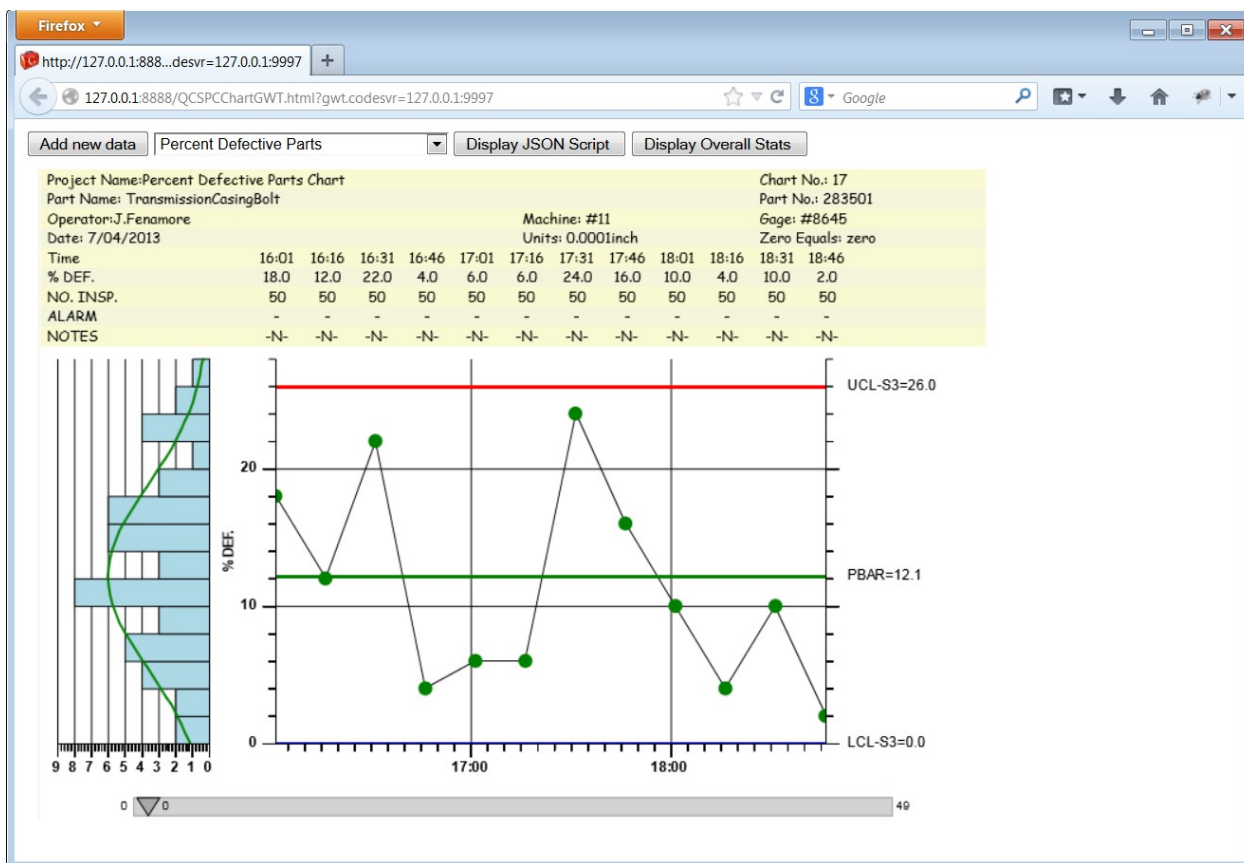 Firefox
http://127.0.0.1:888...desvr=127.0.0.1:9997 +
127.0.0.1:8888/QCSPCChartGWT.html?gwt.codesvr=127.0.0.1:9997 8 Google
Add new data Percent Defective Parts Display JSON Script Display Overall Stats
Project Name:Percent Defective Parts Chart Chart No.: 17
Part Name: TransmissionCasingBolt Part No.: 283501
Operator:J.Fenamore Machine: #11 Gage: #8645
Date: 7/04/2013 Units: 0.0001inch Zero Equals: zero
Time 16:01 16:16 16:31 16:46 17:01 17:16 17:31 17:46 18:01 18:16 18:31 18:46
% DEF. 18.0 12.0 22.0 4.0 6.0 6.0 24.0 16.0 10.0 4.0 10.0 2.0
NO. INSP. 50 50 50 50 50 50 50 50 50 50 50 50
ALARM - - - - - - - - - - - -
NOTES -N- -N- -N- -N- -N- -N- -N- -N- -N- -N- -N- -N-
UCL-S3=26.0
20
% DEF.
PBAR=12.1
10
0 LCL-S3=0.0
9 8 7 6 5 4 3 2 1 0 17:00 18:00
0 0 49